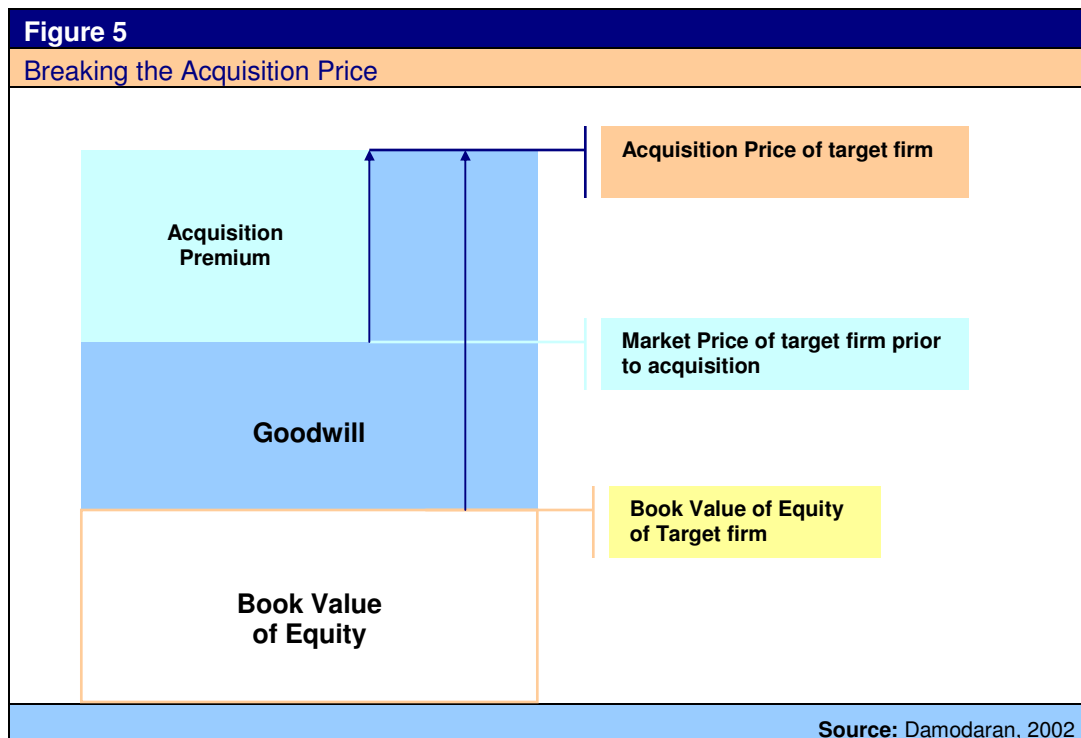 Figure 5
Breaking the Acquisition Price
Acquisition Price of target firm
Acquisition
Premium
Market Price of target firm prior
to acquisition
Goodwill
Book Value of Equity
of Target firm
Book Value
of Equity
Source: Damodaran, 2002